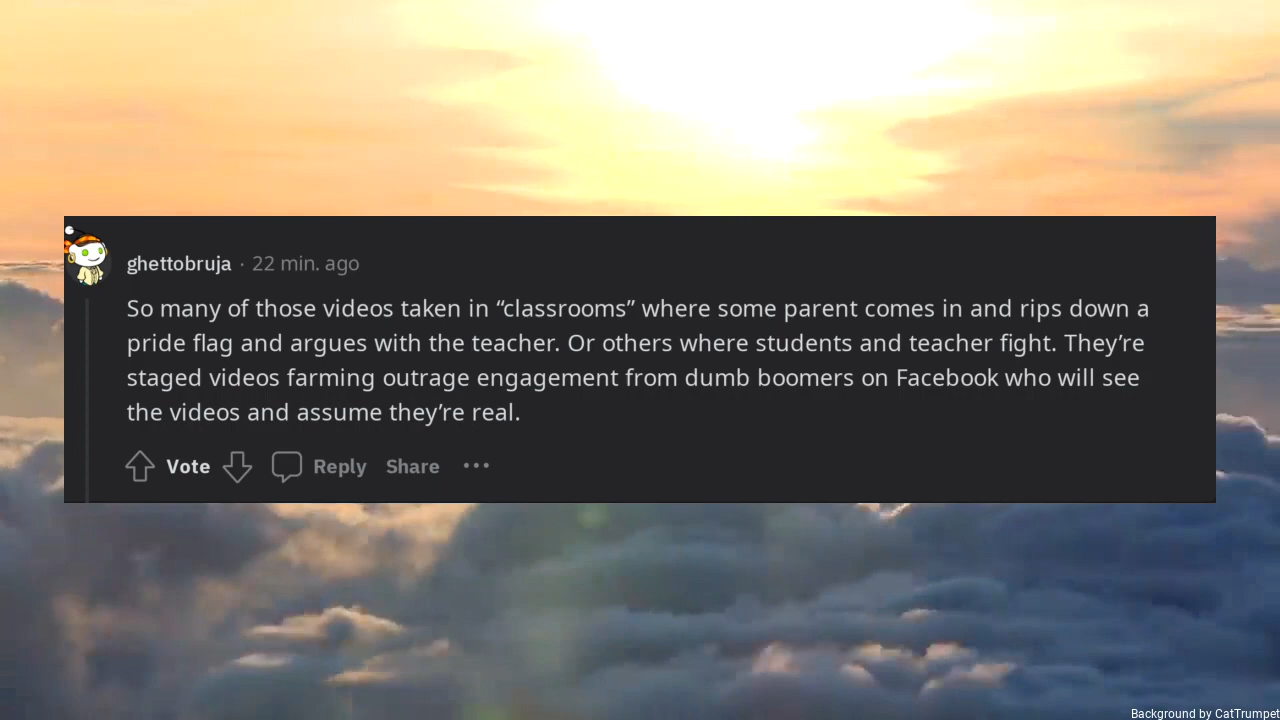 ghettobruja · 22 min. ago
So many of those videos taken in “classrooms” where some parent comes in and rips down a
pride flag and argues with the teacher. Or others where students and teacher fight. They’re
staged videos farming outrage engagement from dumb boomers on Facebook who will see
the videos and assume they’re real.
Vote Reply Share
Background by CatTrumpet